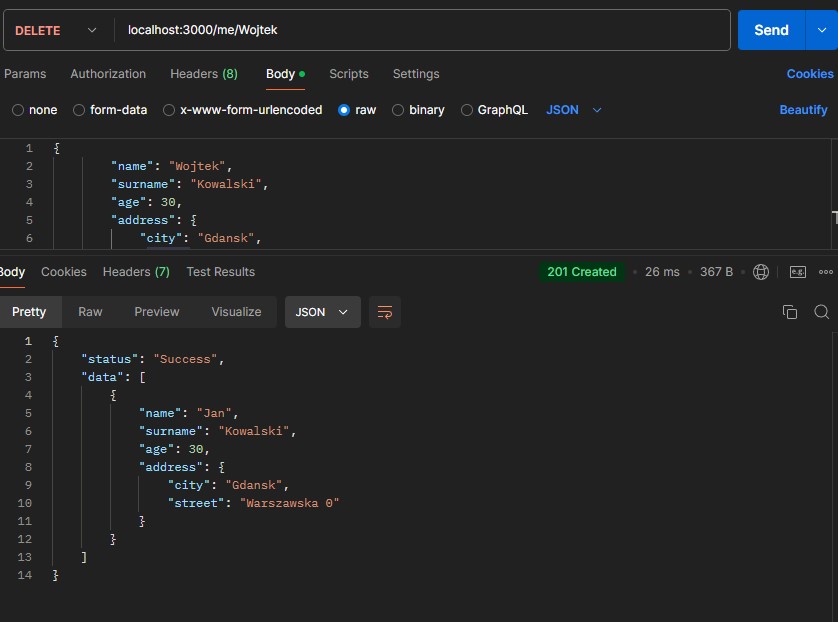 DELETE localhost:3000/me/Wojtek Send
Params Authorization Headers (8) Body Scripts Settings Cookies
none form-data x-www-form-urlencoded raw binary GraphQL JSON Beautify
1 {
2 "name": "Wojtek",
3 "surname": "Kowalski",
4 "age": 30,
5 "address": {
6 "city": "Gdansk",
Body Cookies Headers (7) Test Results 201 Created • 26 ms • 367 B • e.g.
Pretty Raw Preview Visualize JSON
1 {
2 "status": "Success",
3 "data": [
4 {
5 "name": "Jan",
6 "surname": "Kowalski",
7 "age": 30,
8 "address": {
9 "city": "Gdansk",
10 "street": "Warszawska 0"
11 }
12 }
13 ]
14 }